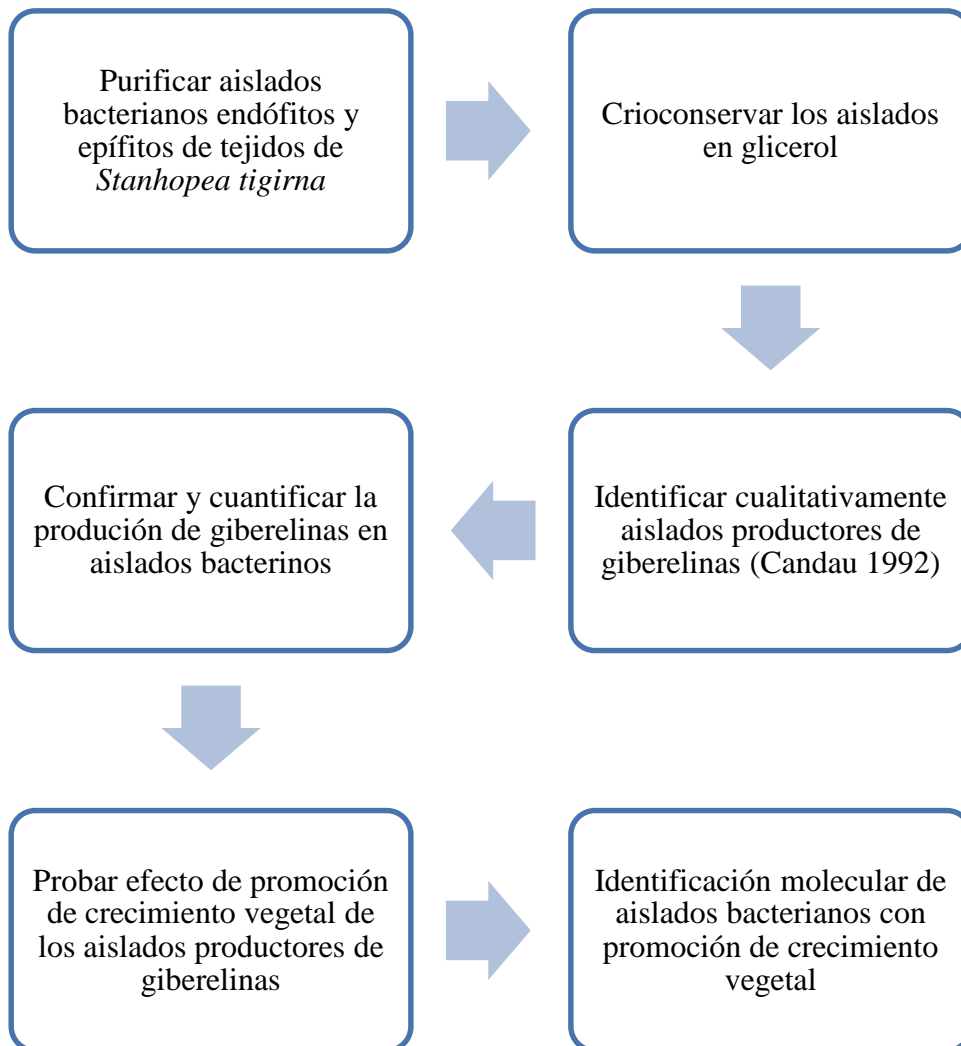 Purificar aislados
bacterianos endófitos y
epífitos de tejidos de
Stanhopea tigirna
Crioconservar los aislados
en glicerol
Identificar cualitativamente
aislados productores de
giberelinas (Candau 1992)
Confirmar y cuantificar la
produción de giberelinas en
aislados bacterinos
Probar efecto de promoción
de crecimiento vegetal de
los aislados productores de
giberelinas
Identificación molecular de
aislados bacterianos con
promoción de crecimiento
vegetal